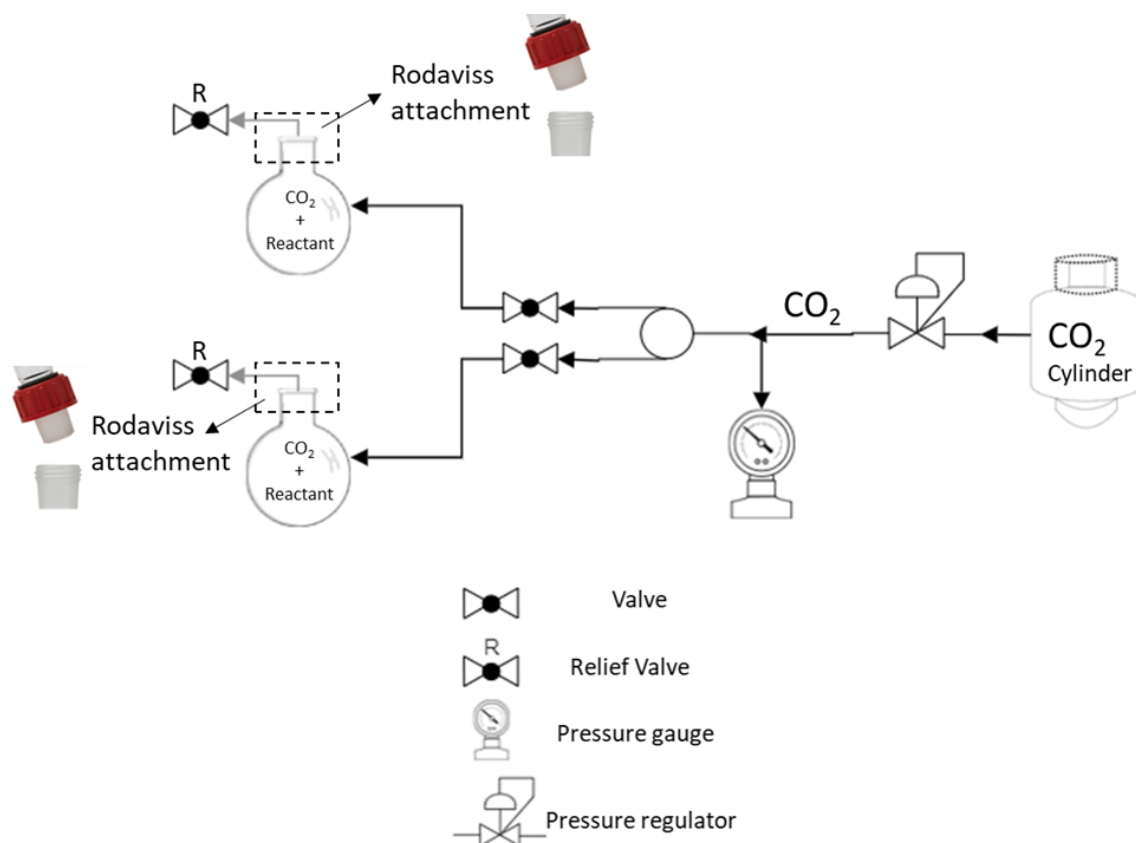 Rodaviss
attachment
R
CO₂
+
Reactant
CO₂
CO₂
Cylinder
R
Rodaviss
attachment
CO₂
+
Reactant
Valve
R
Relief Valve
Pressure gauge
Pressure regulator